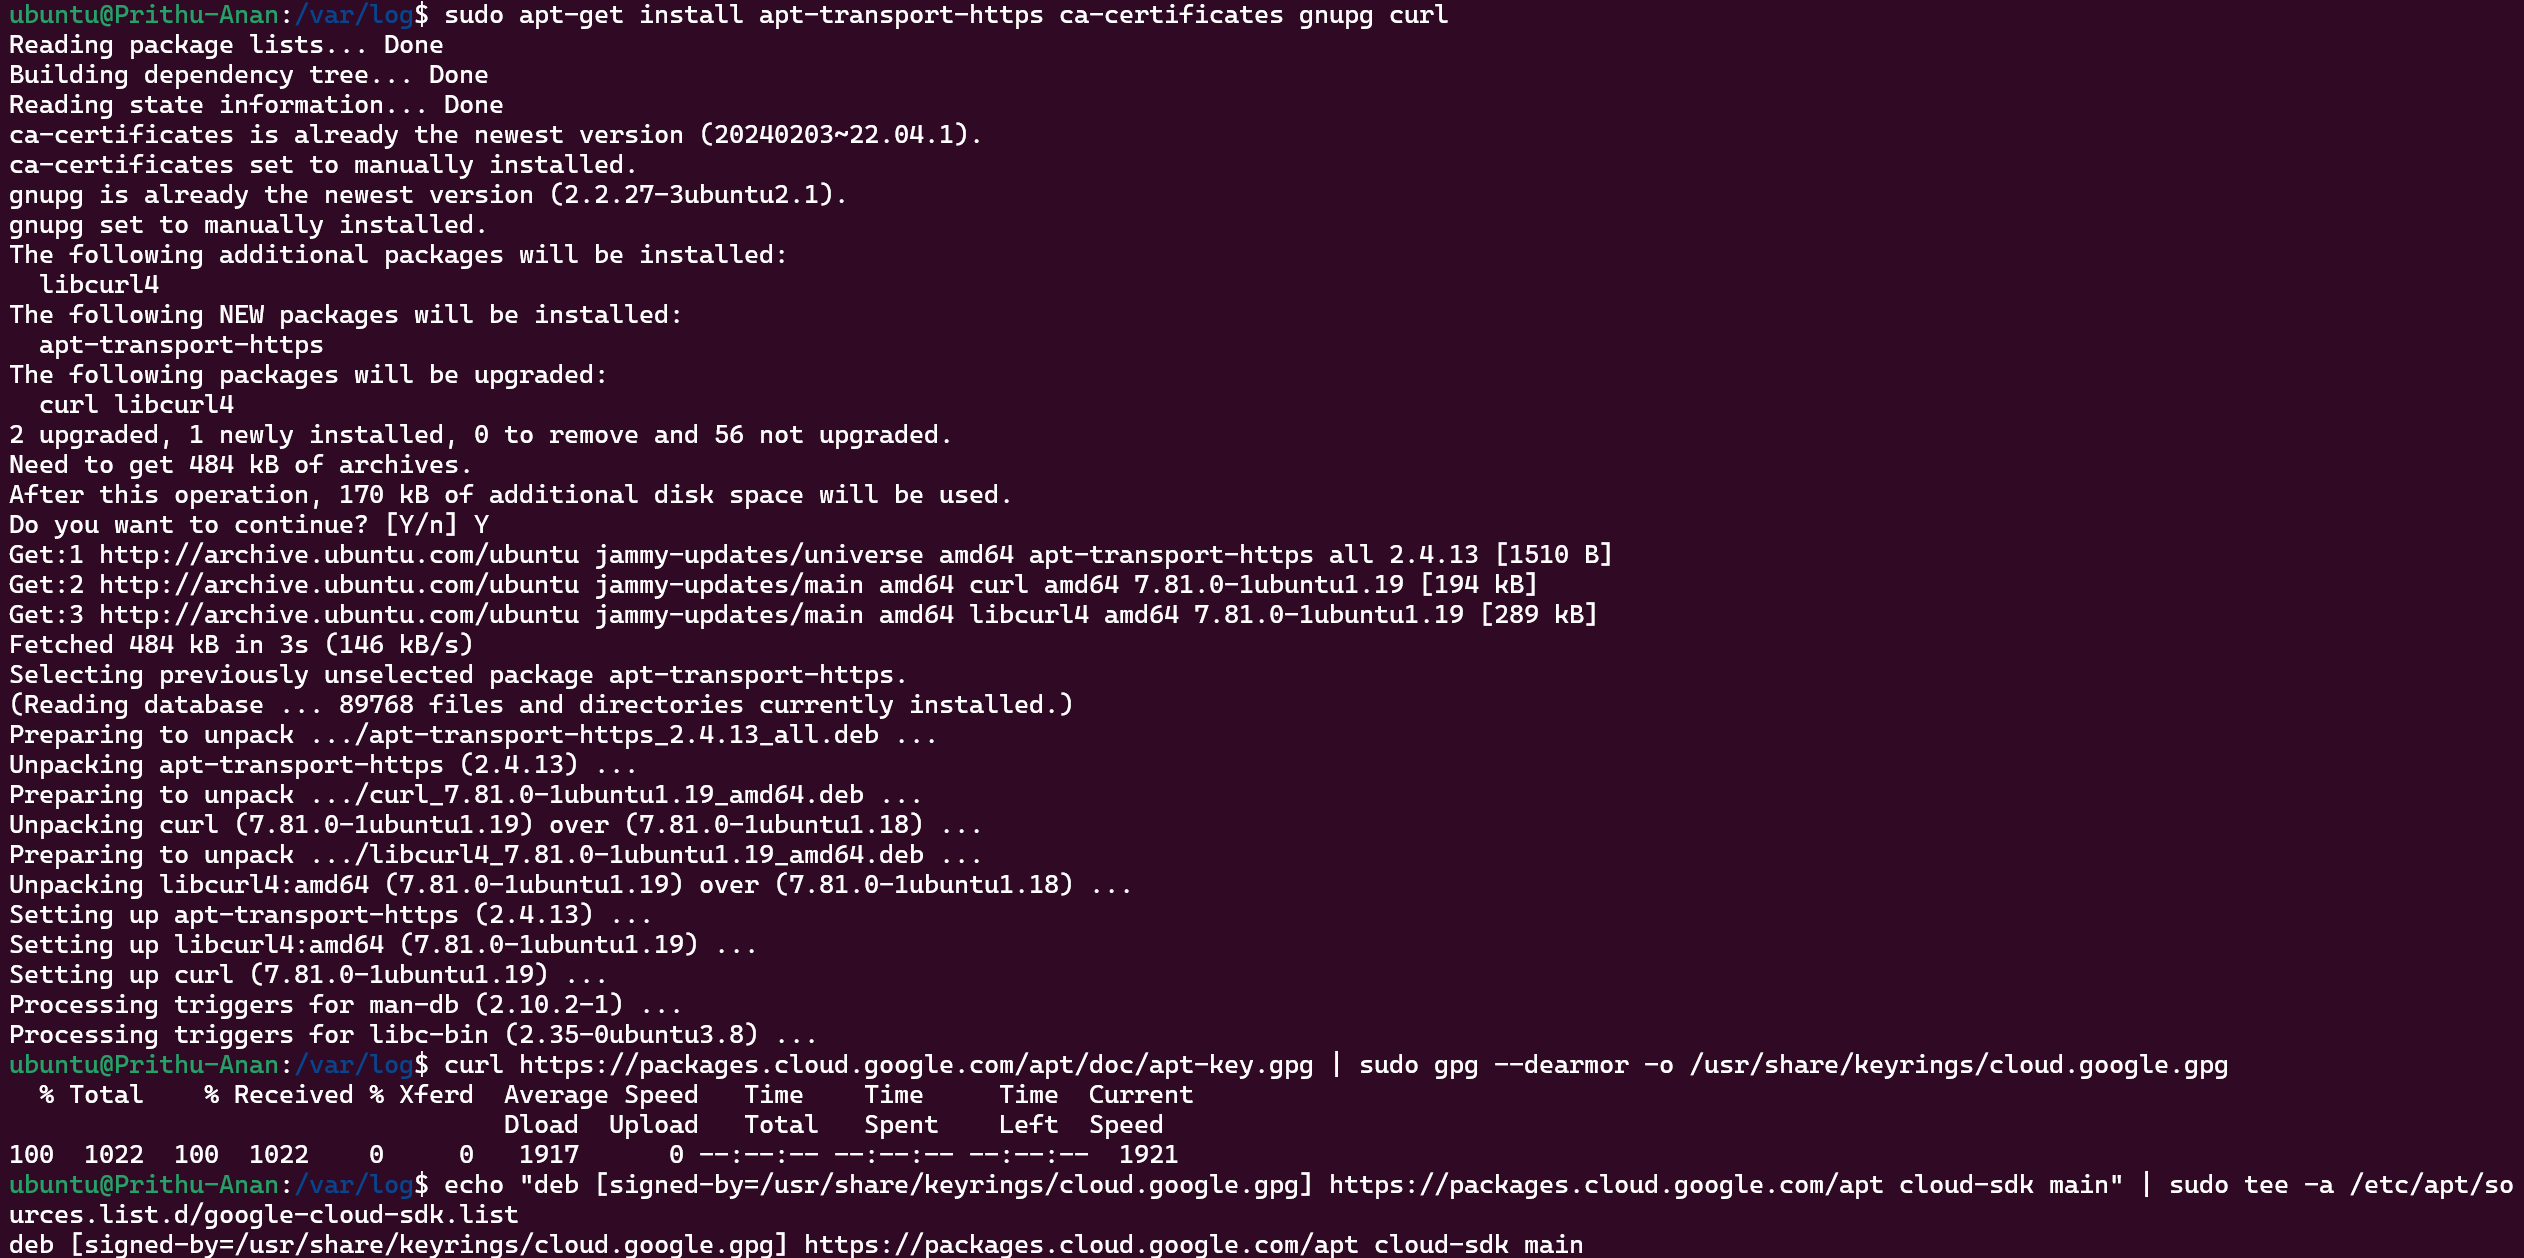 ubuntu@Prithu-Anan:/var/log$ sudo apt-get install apt-transport-https ca-certificates gnupg curl
Reading package lists... Done
Building dependency tree... Done
Reading state information... Done
ca-certificates is already the newest version (20240203~22.04.1).
ca-certificates set to manually installed.
gnupg is already the newest version (2.2.27-3ubuntu2.1).
gnupg set to manually installed.
The following additional packages will be installed:
  libcurl4
The following NEW packages will be installed:
  apt-transport-https
The following packages will be upgraded:
  curl libcurl4
2 upgraded, 1 newly installed, 0 to remove and 56 not upgraded.
Need to get 484 kB of archives.
After this operation, 170 kB of additional disk space will be used.
Do you want to continue? [Y/n] Y
Get:1 http://archive.ubuntu.com/ubuntu jammy-updates/universe amd64 apt-transport-https all 2.4.13 [1510 B]
Get:2 http://archive.ubuntu.com/ubuntu jammy-updates/main amd64 curl amd64 7.81.0-1ubuntu1.19 [194 kB]
Get:3 http://archive.ubuntu.com/ubuntu jammy-updates/main amd64 libcurl4 amd64 7.81.0-1ubuntu1.19 [289 kB]
Fetched 484 kB in 3s (146 kB/s)
Selecting previously unselected package apt-transport-https.
(Reading database ... 89768 files and directories currently installed.)
Preparing to unpack .../apt-transport-https_2.4.13_all.deb ...
Unpacking apt-transport-https (2.4.13) ...
Preparing to unpack .../curl_7.81.0-1ubuntu1.19_amd64.deb ...
Unpacking curl (7.81.0-1ubuntu1.19) over (7.81.0-1ubuntu1.18) ...
Preparing to unpack .../libcurl4_7.81.0-1ubuntu1.19_amd64.deb ...
Unpacking libcurl4:amd64 (7.81.0-1ubuntu1.19) over (7.81.0-1ubuntu1.18) ...
Setting up apt-transport-https (2.4.13) ...
Setting up libcurl4:amd64 (7.81.0-1ubuntu1.19) ...
Setting up curl (7.81.0-1ubuntu1.19) ...
Processing triggers for man-db (2.10.2-1) ...
Processing triggers for libc-bin (2.35-0ubuntu3.8) ...
ubuntu@Prithu-Anan:/var/log$ curl https://packages.cloud.google.com/apt/doc/apt-key.gpg | sudo gpg --dearmor -o /usr/share/keyrings/cloud.google.gpg
  % Total    % Received % Xferd  Average Speed   Time    Time     Time  Current
                                 Dload  Upload   Total   Spent    Left  Speed
100  1022  100  1022    0     0   1917      0 --:--:-- --:--:-- --:--:--  1921
ubuntu@Prithu-Anan:/var/log$ echo "deb [signed-by=/usr/share/keyrings/cloud.google.gpg] https://packages.cloud.google.com/apt cloud-sdk main" | sudo tee -a /etc/apt/so
urces.list.d/google-cloud-sdk.list
deb [signed-by=/usr/share/keyrings/cloud.google.gpg] https://packages.cloud.google.com/apt cloud-sdk main